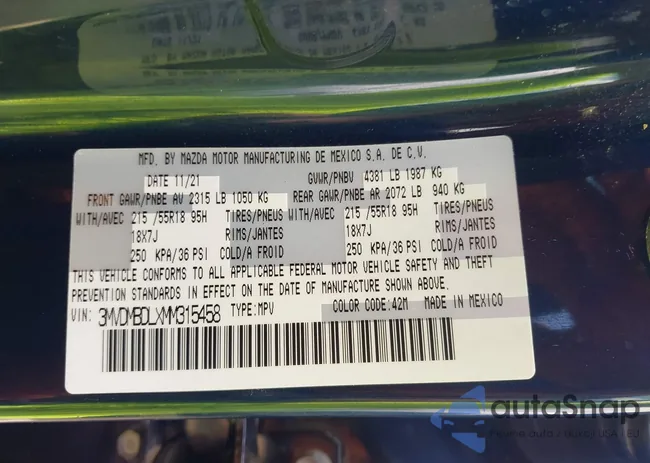 MFD. BY MAZDA MOTOR MANUFACTURING DE MEXICO S.A. DE C.V.
DATE 11/21 GVWR/PNBV 4381 LB 1987 KG
FRONT GAWR/PNBE AV 2315 LB 1050 KG REAR GAWR/PNBE AR 2072 LB 940 KG
WITH/AVEC 215 /55R18 95H TIRES/PNEUS WITH/AVEC 215 /55R18 95H TIRES/PNEUS
18X7J RIMS/JANTES 18X7J RIMS/JANTES
250 KPA/36 PSI COLD/A FROID 250 KPA/36 PSI COLD/A FROID
THIS VEHICLE CONFORMS TO ALL APPLICABLE FEDERAL MOTOR VEHICLE SAFETY AND THEFT
PREVENTION STANDARDS IN EFFECT ON THE DATE OF MANUFACTURE SHOWN ABOVE.
VIN: 3MVDMBDLXMM315458 TYPE:MPV COLOR CODE:42M MADE IN MEXICO
autoSnap